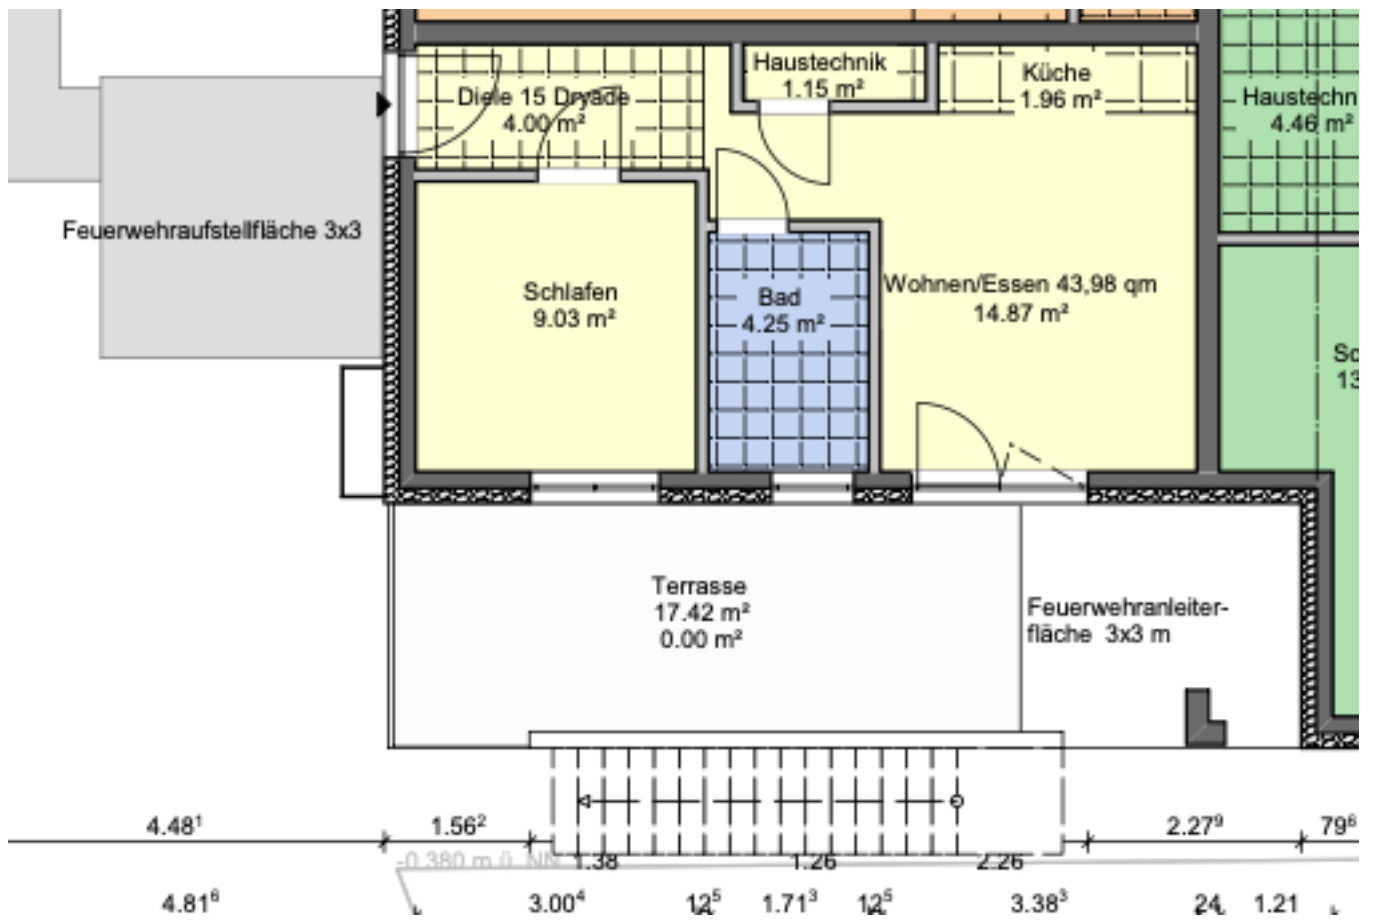 Haustechnik
1.15 m²
Küche
1.96 m²
Diele 15 Dryade
4.00 m²
Haustechn
4.46 m²
Feuerwehraufstellfläche 3x3
Schlafen
9.03 m²
Bad
4.25 m²
Wohnen/Essen 43,98 qm
14.87 m²
Sc
13
Terrasse
17.42 m²
0.00 m²
Feuerwehranleiter-
fläche 3x3 m
4.48¹ 1.56² 2.27⁹ 79⁶
-0.380 m ü. NN 1.38 1.26 2.26
4.81⁶ 3.00⁴ 12⁵ 1.71³ 12⁵ 3.38³ 24 1.21